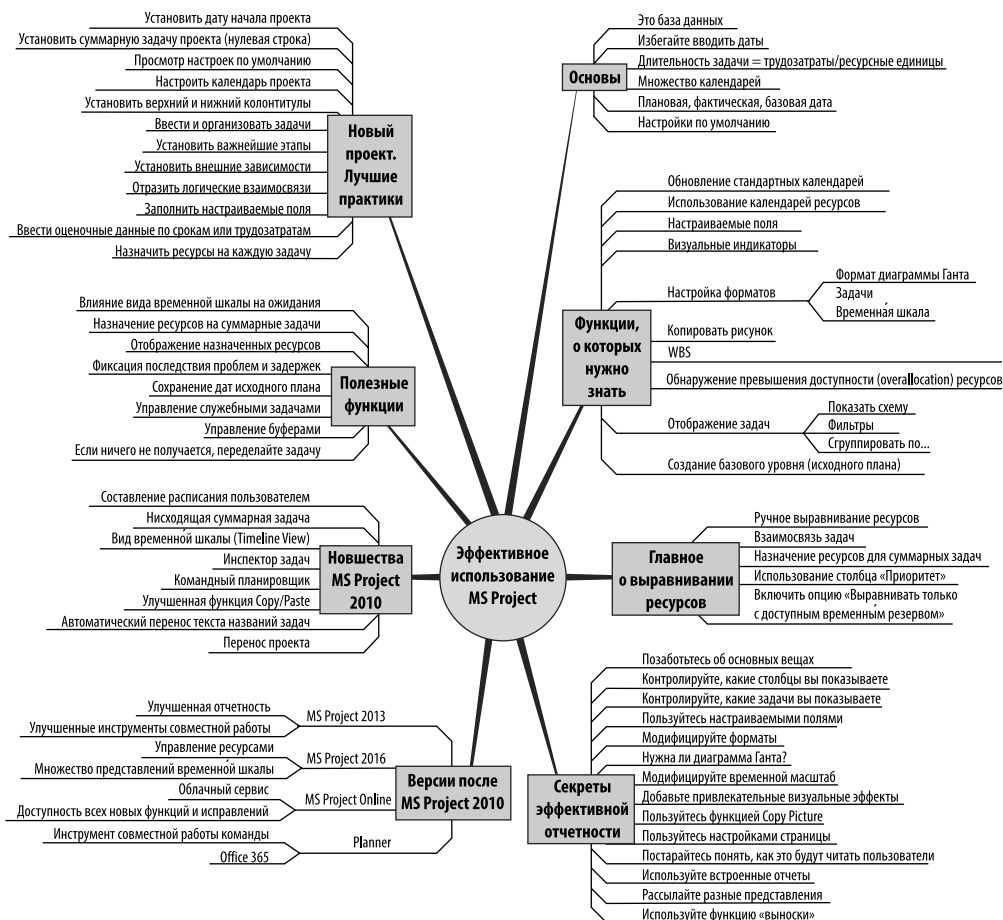 Установить дату начала проекта
Установить суммарную задачу проекта (нулевая строка)
Просмотр настроек по умолчанию
Настроить календарь проекта
Установить верхний и нижний колонтитулы
Ввести и организовать задачи
Установить важнейшие этапы
Установить внешние зависимости
Отразить логические взаимосвязи
Заполнить настраиваемые поля
Ввести оценочные данные по срокам или трудозатратам
Назначить ресурсы на каждую задачу
Новый
проект.
Лучшие
практики
Это база данных
Избегайте вводить даты
Длительность задачи = трудозатраты/ресурсные единицы
Множество календарей
Плановая, фактическая, базовая дата
Настройки по умолчанию
Основы
Обновление стандартных календарей
Использование календарей ресурсов
Настраиваемые поля
Визуальные индикаторы
Настройка форматов
Формат диаграммы Ганта
Задачи
Временна́я шкала
Копировать рисунок
WBS
Обнаружение превышения доступности (overallocation) ресурсов
Отображение задач
Показать схему
Фильтры
Сгруппировать по...
Создание базового уровня (исходного плана)
Функции,
о которых
нужно
знать
Влияние вида временной шкалы на ожидания
Назначение ресурсов на суммарные задачи
Отображение назначенных ресурсов
Фиксация последствия проблем и задержек
Сохранение дат исходного плана
Управление служебными задачами
Управление буферами
Если ничего не получается, переделайте задачу
Полезные
функции
Составление расписания пользователем
Нисходящая суммарная задача
Вид временно́й шкалы (Timeline View)
Инспектор задач
Командный планировщик
Улучшенная функция Copy/Paste
Автоматический перенос текста названий задач
Перенос проекта
Новшества
MS Project
2010
Эффективное
использование
MS Project
Ручное выравнивание ресурсов
Взаимосвязь задач
Назначение ресурсов для суммарных задач
Использование столбца «Приоритет»
Включить опцию «Выравнивать только
с доступным временны́м резервом»
Главное
о выравнивании
ресурсов
Улучшенная отчетность
Улучшенные инструменты совместной работы
MS Project 2013
Управление ресурсами
Множество представлений временно́й шкалы
MS Project 2016
Облачный сервис
Доступность всех новых функций и исправлений
MS Project Online
Инструмент совместной работы команды
Office 365
Planner
Версии после
MS Project 2010
Позаботьтесь об основных вещах
Контролируйте, какие столбцы вы показываете
Контролируйте, какие задачи вы показываете
Пользуйтесь настраиваемыми полями
Модифицируйте форматы
Нужна ли диаграмма Ганта?
Модифицируйте временной масштаб
Добавьте привлекательные визуальные эффекты
Пользуйтесь функцией Copy Picture
Пользуйтесь настройками страницы
Постарайтесь понять, как это будут читать пользователи
Используйте встроенные отчеты
Рассылайте разные представления
Используйте функцию «выноски»
Секреты
эффективной
отчетности